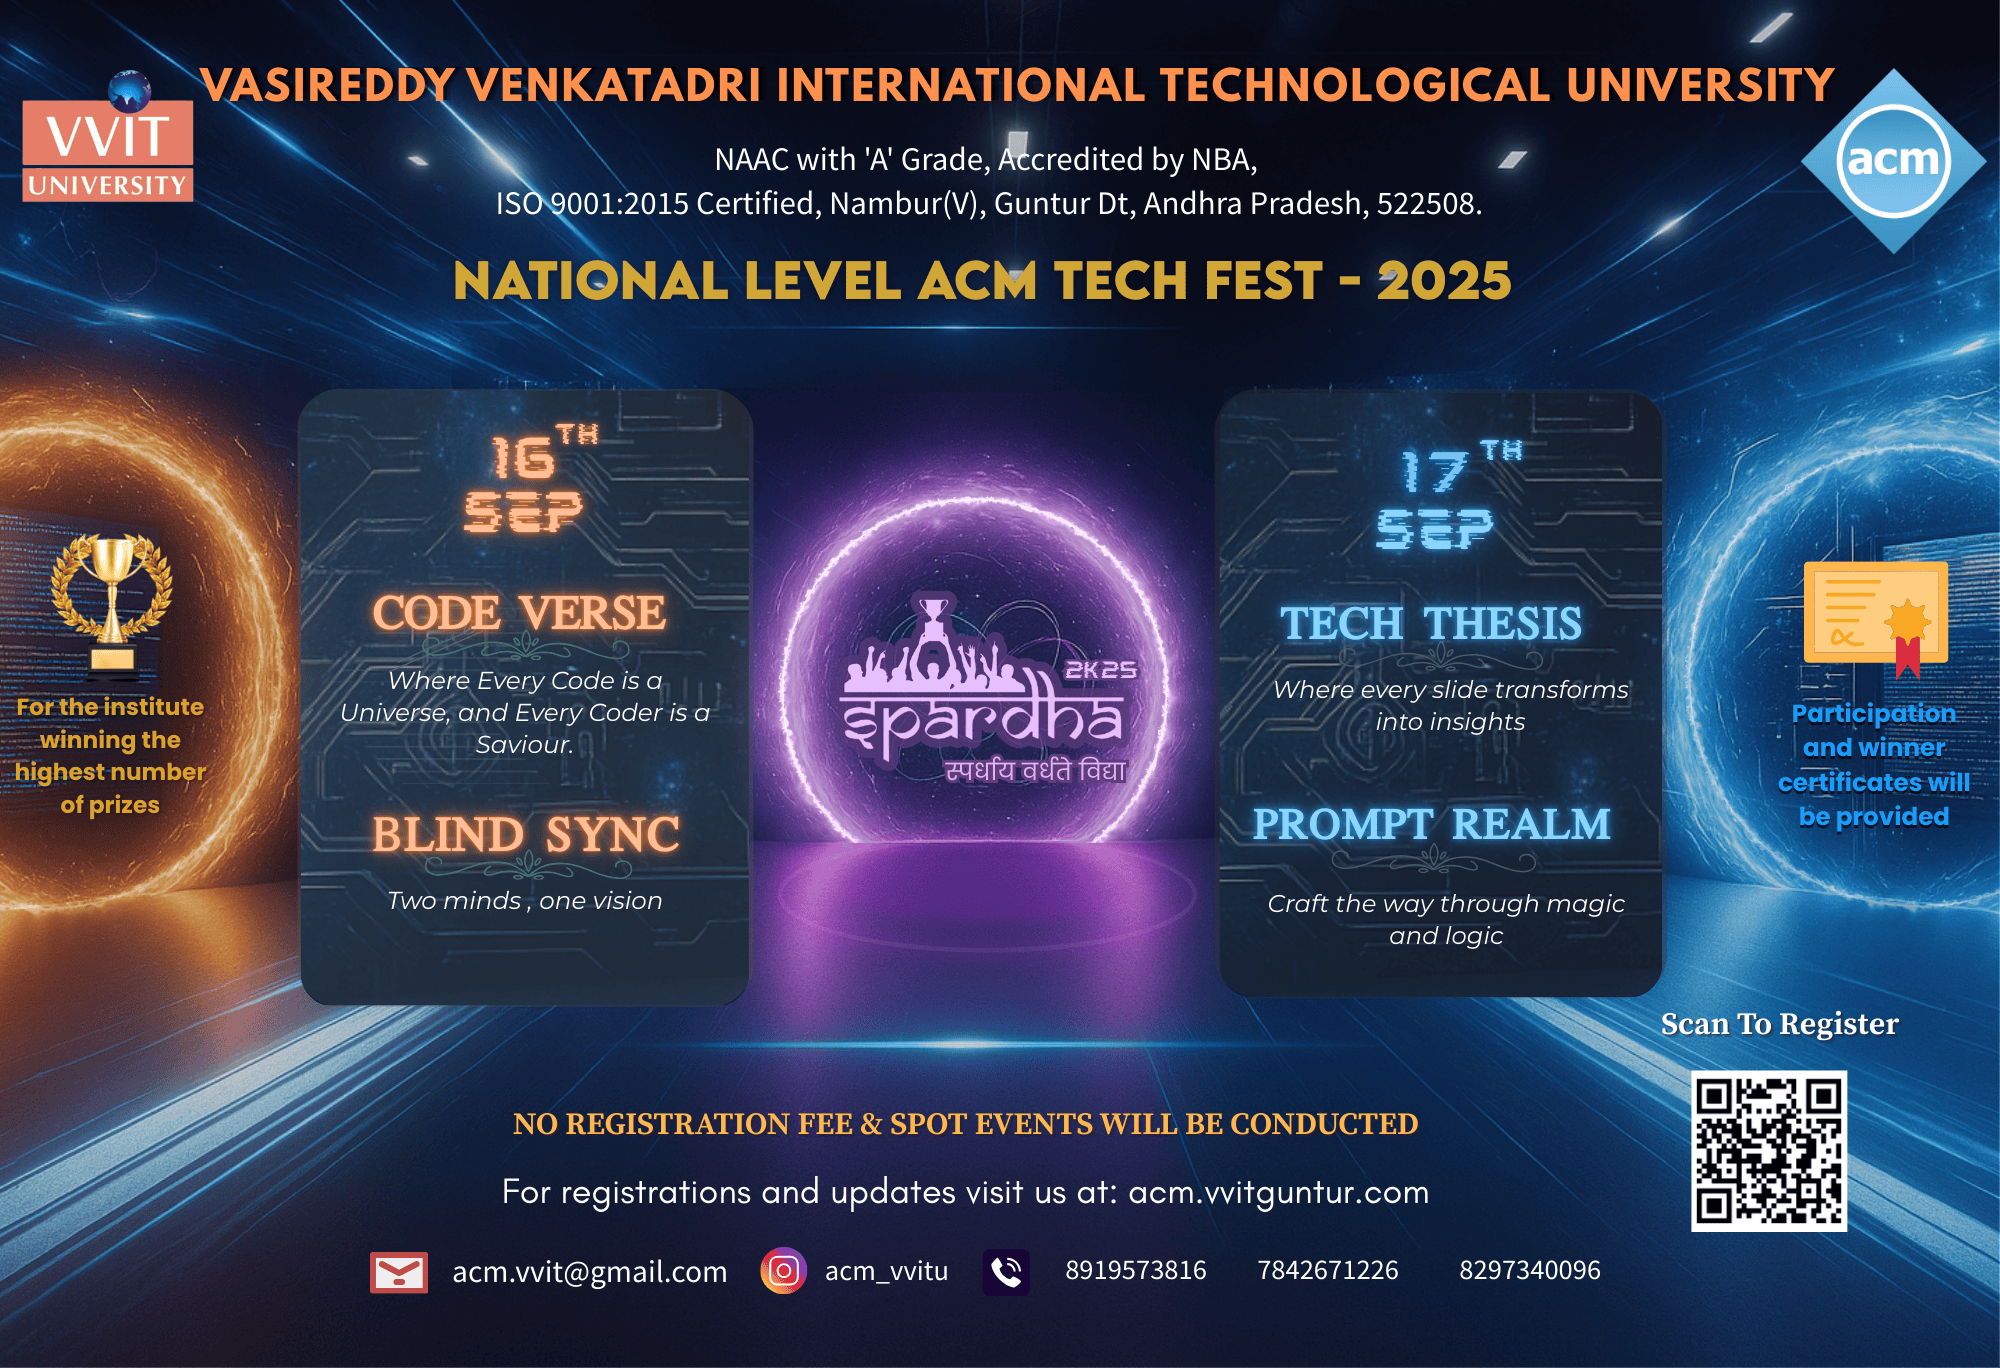 VASIREDDY VENKATADRI INTERNATIONAL TECHNOLOGICAL UNIVERSITY
VVIT
UNIVERSITY
acm
NAAC with 'A' Grade, Accredited by NBA,
ISO 9001:2015 Certified, Nambur(V), Guntur Dt, Andhra Pradesh, 522508.
NATIONAL LEVEL ACM TECH FEST - 2025
For the institute
winning the
highest number
of prizes
16TH
SEP
CODE VERSE
Where Every Code is a
Universe, and Every Coder is a
Saviour.
BLIND SYNC
Two minds , one vision
2K25
spardha
स्पर्धाय वर्धते विद्या
17TH
SEP
TECH THESIS
Where every slide transforms
into insights
PROMPT REALM
Craft the way through magic
and logic
Participation
and winner
certificates will
be provided
Scan To Register
NO REGISTRATION FEE & SPOT EVENTS WILL BE CONDUCTED
For registrations and updates visit us at: acm.vvitguntur.com
acm.vvit@gmail.com acm_vvitu 8919573816 7842671226 8297340096